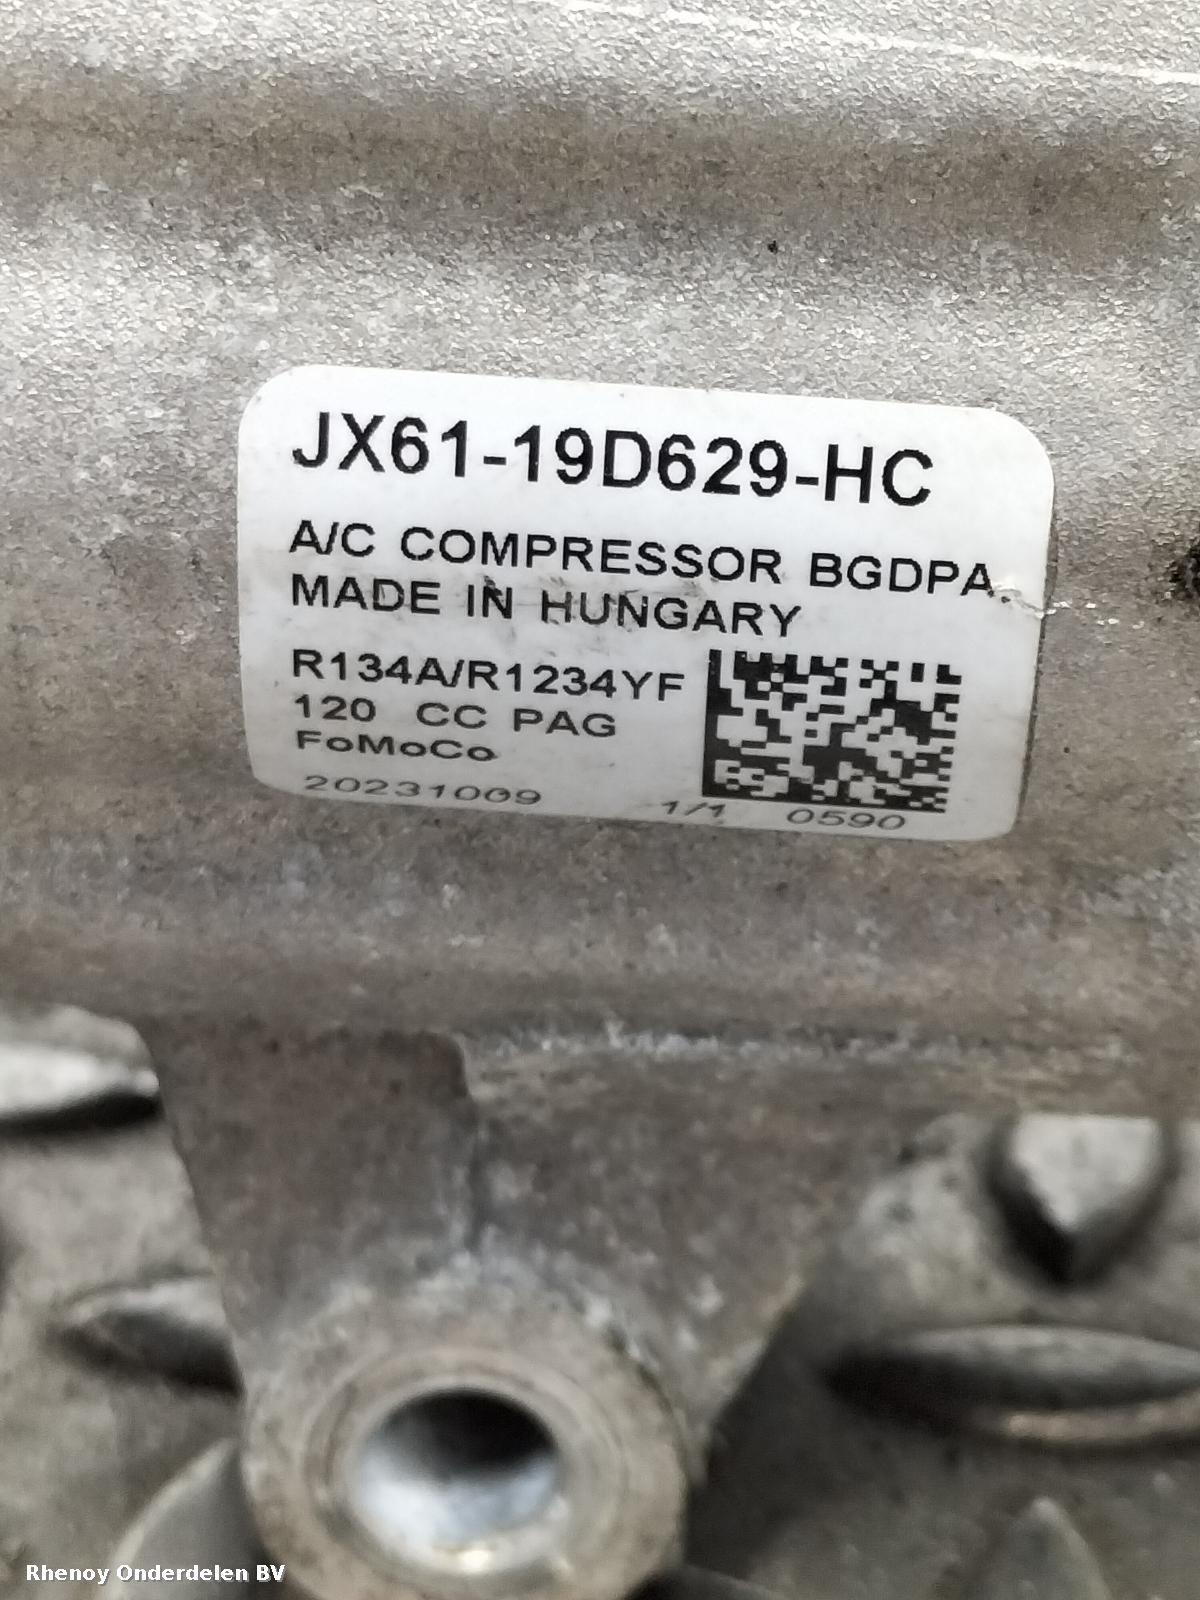 JX61-19D629-HC
A/C COMPRESSOR BGDPA
MADE IN HUNGARY
R134A/R1234YF
120 CC PAG
FoMoCo
20231009 1/1 0590
Rhenoy Onderdelen BV